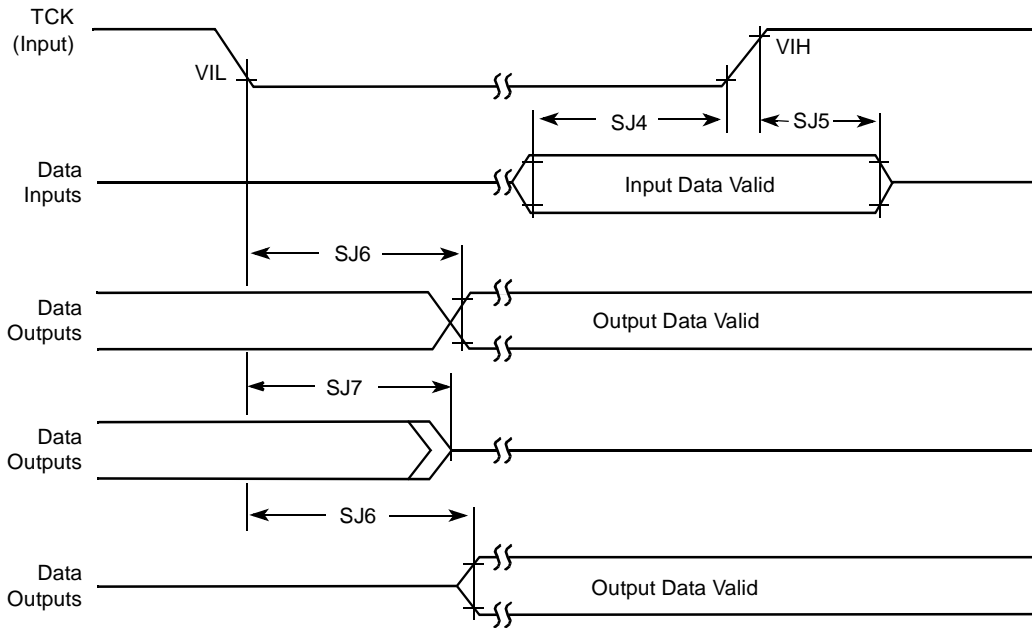 TCK
(Input)
VIL
VIH
SJ4
SJ5
Data
Inputs
Input Data Valid
SJ6
Data
Outputs
Output Data Valid
SJ7
Data
Outputs
SJ6
Data
Outputs
Output Data Valid